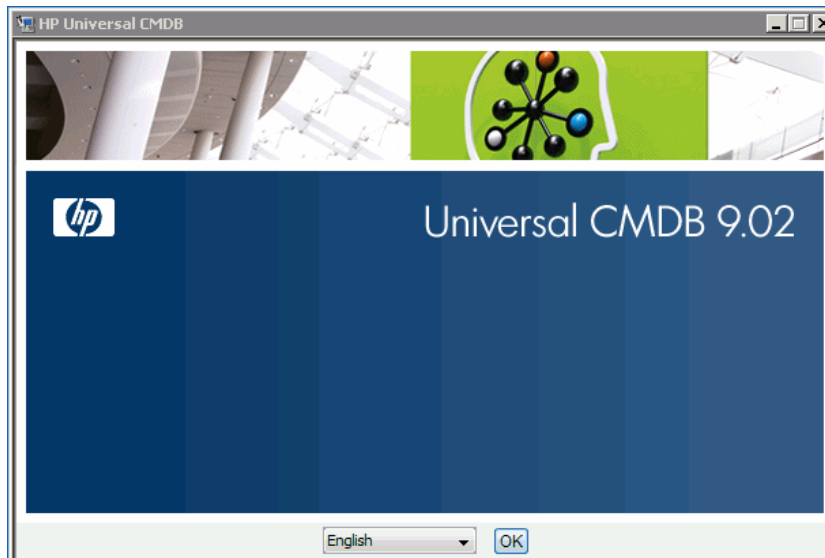 HP Universal CMDB
hp
Universal CMDB 9.02
English
OK